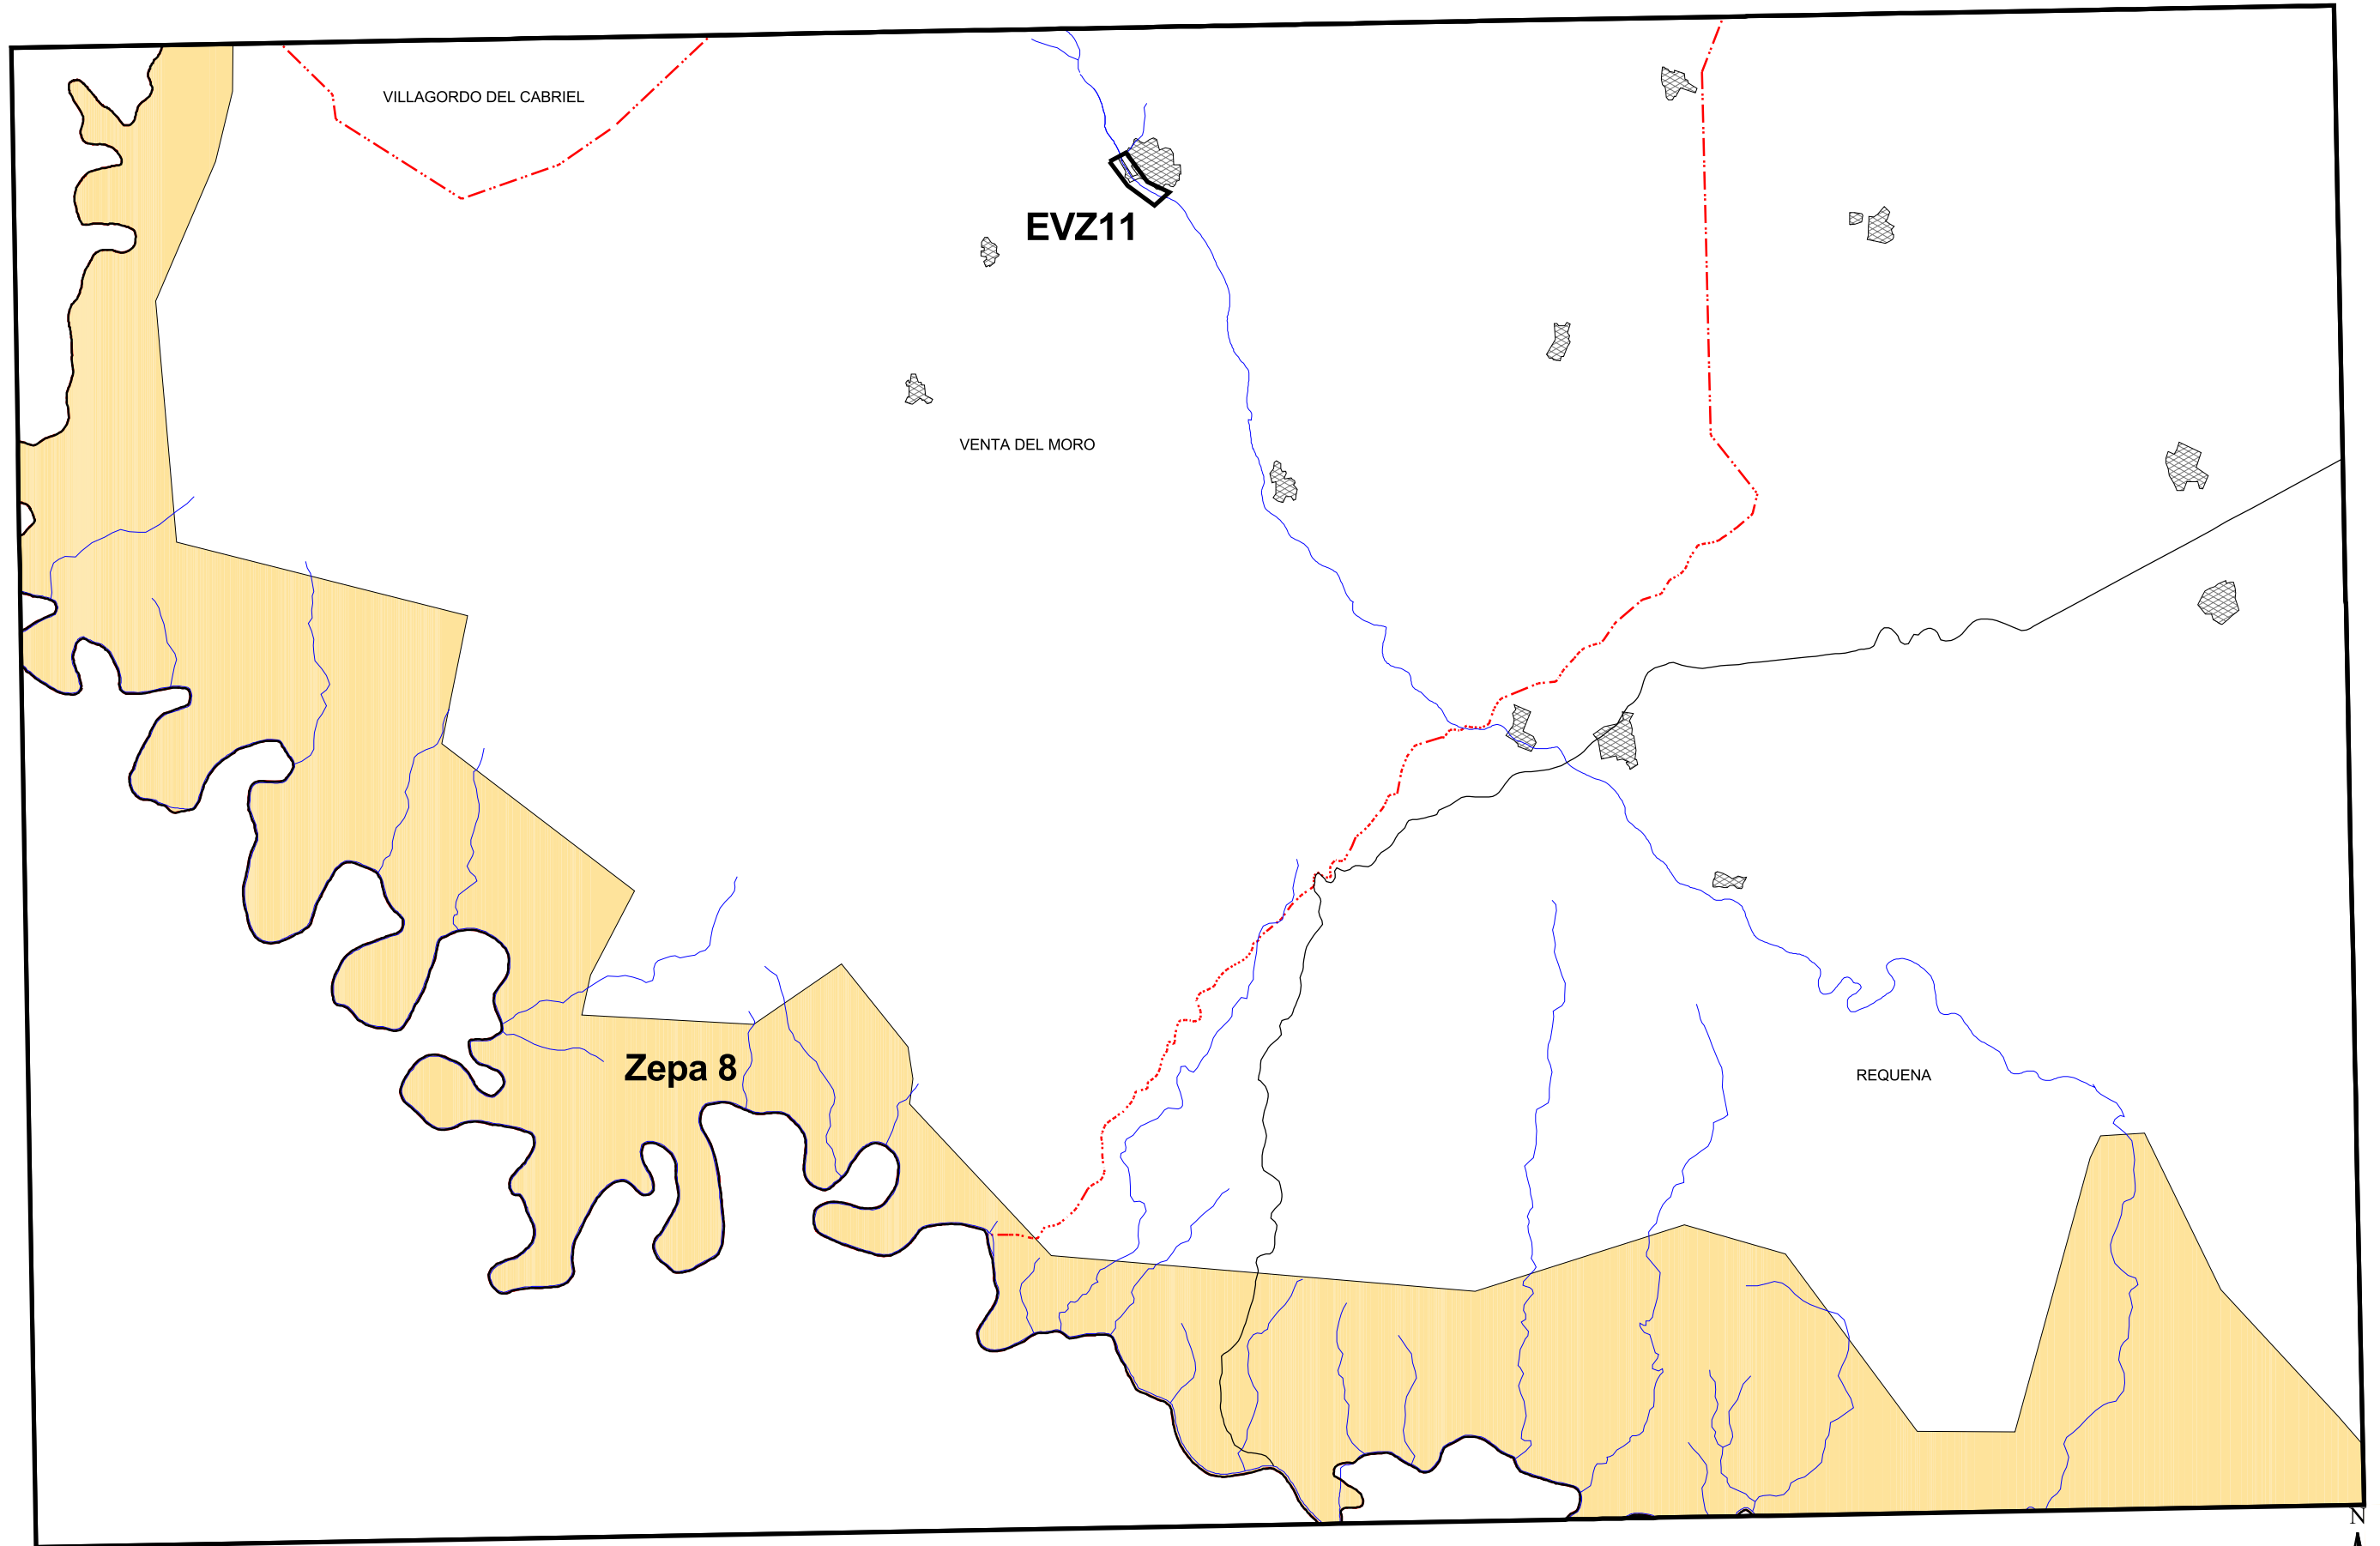 VILLAGORDO DEL CABRIEL
EVZ11
VENTA DEL MORO
Zepa 8
REQUENA
N